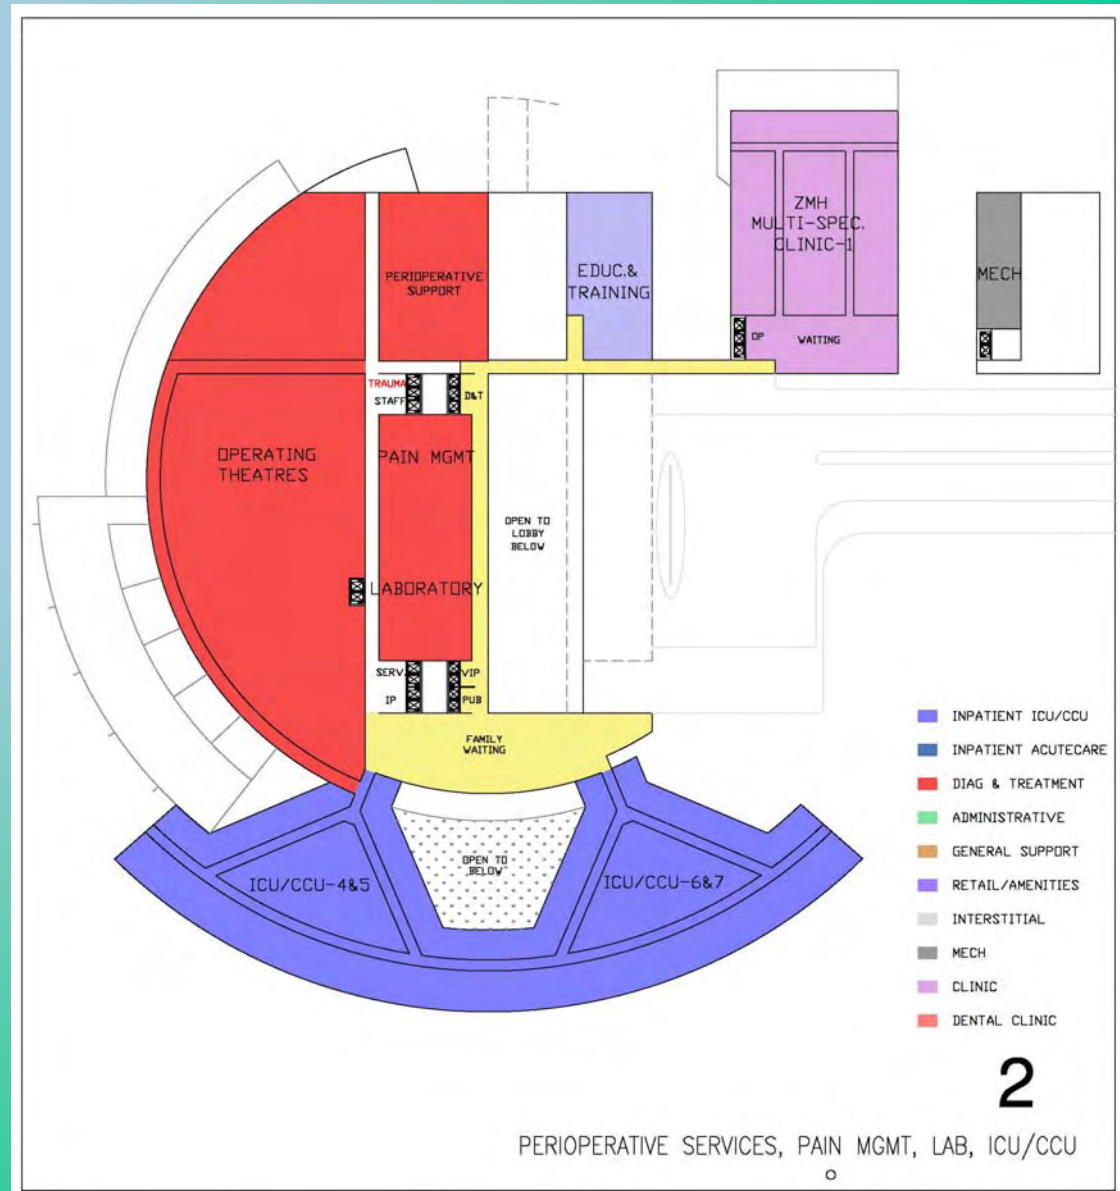 ZMH
MULTI-SPEC.
CLINIC-1
EDUC.&
TRAINING
MECH
PERIOPERATIVE
SUPPORT
OP
WAITING
TRAUMA
STAFF
D&T
OPERATING
THEATRES
PAIN MGMT
OPEN TO
LOBBY
BELOW
LABORATORY
SERV.
VIP
IP
PUB
FAMILY
WAITING
OPEN TO
BELOW
ICU/CCU-4&5
ICU/CCU-6&7
INPATIENT ICU/CCU
INPATIENT ACUTECARE
DIAG & TREATMENT
ADMINISTRATIVE
GENERAL SUPPORT
RETAIL/AMENITIES
INTERSTITIAL
MECH
CLINIC
DENTAL CLINIC
2
PERIOPERATIVE SERVICES, PAIN MGMT, LAB, ICU/CCU